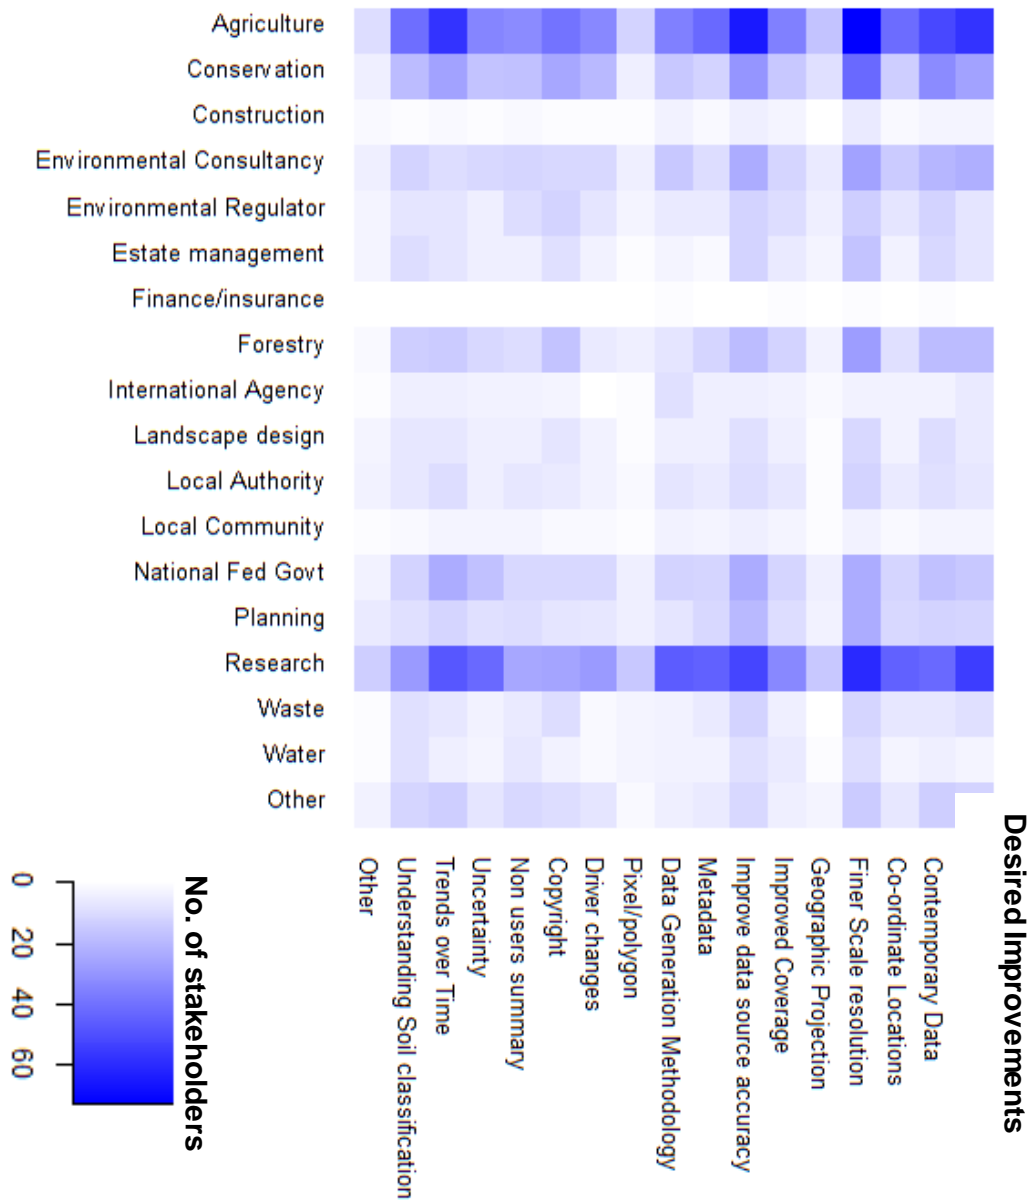 Agriculture
Conservation
Construction
Environmental Consultancy
Environmental Regulator
Estate management
Finance/insurance
Forestry
International Agency
Landscape design
Local Authority
Local Community
National Fed Govt
Planning
Research
Waste
Water
Other
Desired Improvements
Other
Understanding Soil classification
Trends over Time
Uncertainty
Non users summary
Copyright
Driver changes
Pixel/polygon
Data Generation Methodology
Metadata
Improve data source accuracy
Improved Coverage
Geographic Projection
Finer Scale resolution
Co-ordinate Locations
Contemporary Data
No. of stakeholders
0
20
40
60